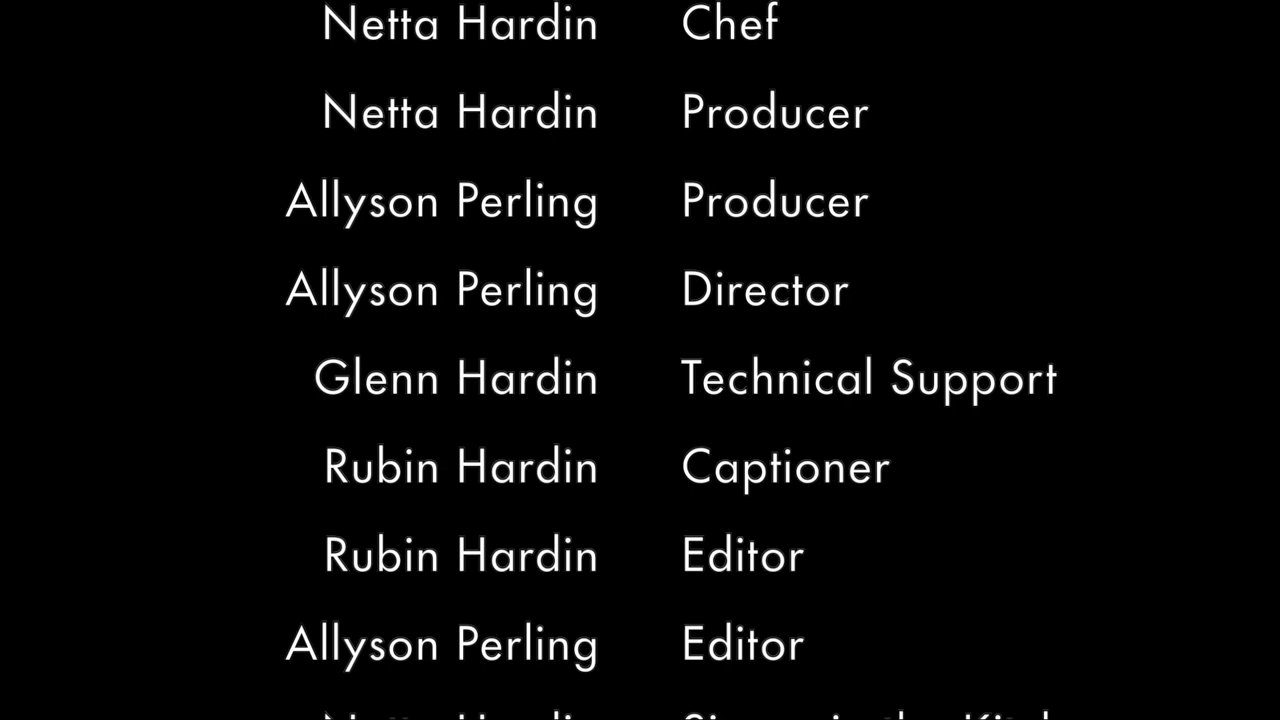 Netta Hardin Chef
Netta Hardin Producer
Allyson Perling Producer
Allyson Perling Director
Glenn Hardin Technical Support
Rubin Hardin Captioner
Rubin Hardin Editor
Allyson Perling Editor